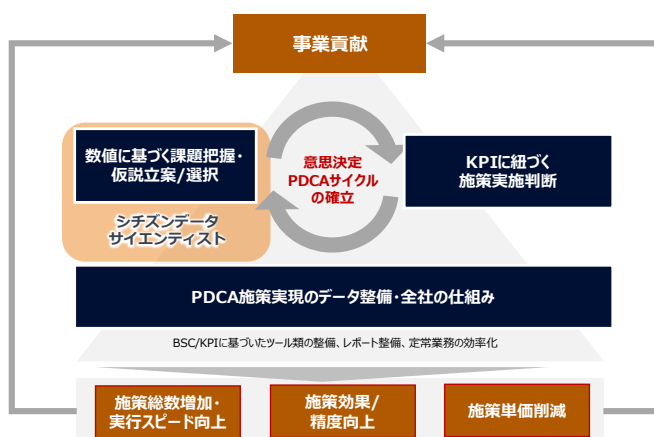 事業貢献
数値に基づく課題把握・
仮説立案/選択
シチズンデータ
サイエンティスト
意思決定
PDCAサイクル
の確立
KPIに紐づく
施策実施判断
PDCA施策実現のデータ整備・全社の仕組み
BSC/KPIに基づいたツール類の整備、レポート整備、定常業務の効率化
施策総数増加・
実行スピード向上
施策効果/
精度向上
施策単価削減